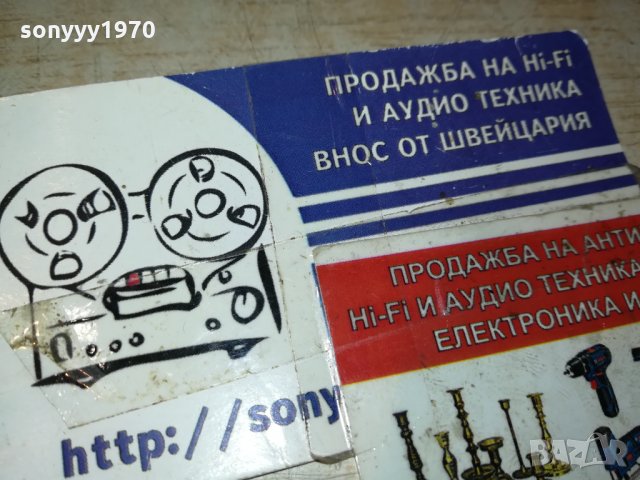 sonyyy1970
ПРОДАЖБА НА Hi-Fi
И АУДИО ТЕХНИКА
ВНОС ОТ ШВЕЙЦАРИЯ
ПРОДАЖБА НА АНТИ
Hi-Fi И АУДИО ТЕХНИКА
ЕЛЕКТРОНИКА И
http://sony
BAZAR